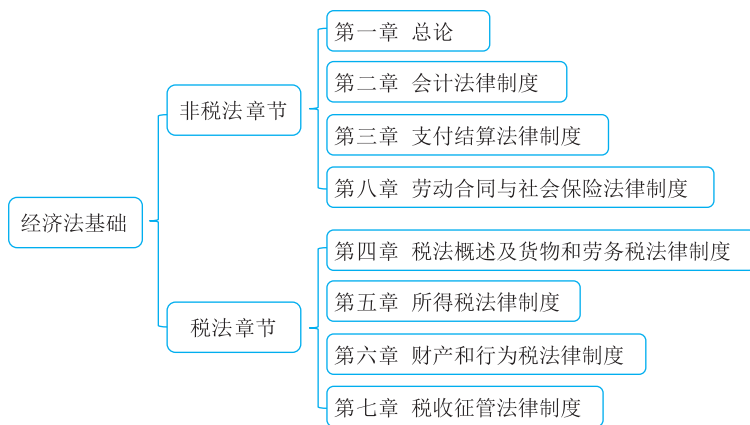 经济法基础
非税法章节
第一章 总论
第二章 会计法律制度
第三章 支付结算法律制度
第八章 劳动合同与社会保险法律制度
税法章节
第四章 税法概述及货物和劳务税法律制度
第五章 所得税法律制度
第六章 财产和行为税法律制度
第七章 税收征管法律制度